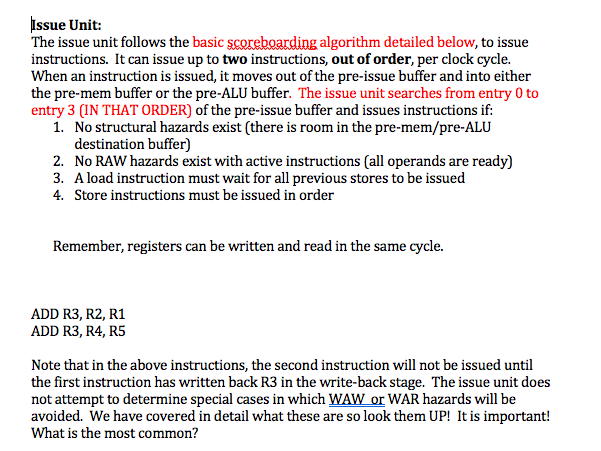 Issue Unit:
The issue unit follows the basic scoreboarding algorithm detailed below, to issue
instructions.  It can issue up to two instructions, out of order, per clock cycle.
When an instruction is issued, it moves out of the pre-issue buffer and into either
the pre-mem buffer or the pre-ALU buffer.  The issue unit searches from entry 0 to
entry 3 (IN THAT ORDER) of the pre-issue buffer and issues instructions if:
1. No structural hazards exist (there is room in the pre-mem/pre-ALU
destination buffer)
2. No RAW hazards exist with active instructions (all operands are ready)
3. A load instruction must wait for all previous stores to be issued
4. Store instructions must be issued in order
Remember, registers can be written and read in the same cycle.
ADD R3, R2, R1
ADD R3, R4, R5
Note that in the above instructions, the second instruction will not be issued until
the first instruction has written back R3 in the write-back stage.  The issue unit does
not attempt to determine special cases in which WAW or WAR hazards will be
avoided.  We have covered in detail what these are so look them UP!  It is important!
What is the most common?